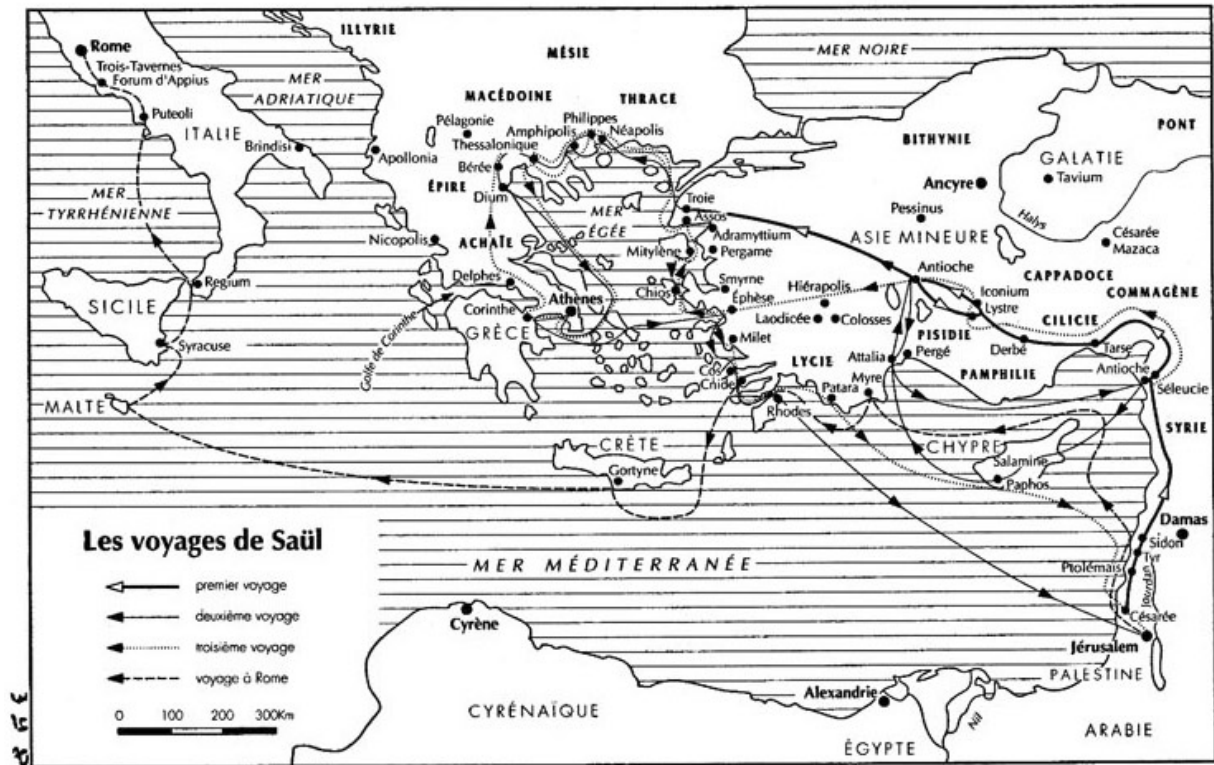 ILLYRIE
MÉSIE
MER NOIRE
Rome
Trois-Tavernes
Forum d'Appius
MER
ADRIATIQUE
MACÉDOINE
THRACE
Puteoli
ITALIE
Brindisi
Pélagonie
Philippes
Amphipolis
Néapolis
Thessalonique
Apollonia
Bérée
BITHYNIE
PONT
GALATIE
Tavium
MER
TYRRHÉNIENNE
ÉPIRE
Dium
Ancyre
Troie
Assos
MER
ÉGÉE
Pessinus
Halys
Adramyttium
ASIE MINEURE
Césarée
Mazaca
Nicopolis
ACHAÏE
Mitylène
Pergame
Regium
Delphes
Antioche
CAPPADOCE
SICILE
Chios
Smyrne
Hiérapolis
Iconium
COMMAGÈNE
Athènes
Éphèse
Lystre
Corinthe
GRÈCE
Laodicée
Colosses
CILICIE
Syracuse
Golfe de Corinthe
Milet
PISIDIE
Derbé
Tarse
LYCIE
Attalia
Pergé
Antioche
Cos
Cnide
Patara
Myre
PAMPHILIE
Séleucie
MALTE
Rhodes
SYRIE
CRÈTE
CHYPRE
Gortyne
Salamine
Paphos
Damas
Les voyages de Saül
MER MÉDITERRANÉE
Sidon
Tyr
Ptolémaïs
Jourdain
premier voyage
deuxième voyage
troisième voyage
voyage à Rome
Césarée
Cyrène
Jérusalem
PALESTINE
0 100 200 300Km
Alexandrie
CYRÉNAÏQUE
Nil
ARABIE
ÉGYPTE